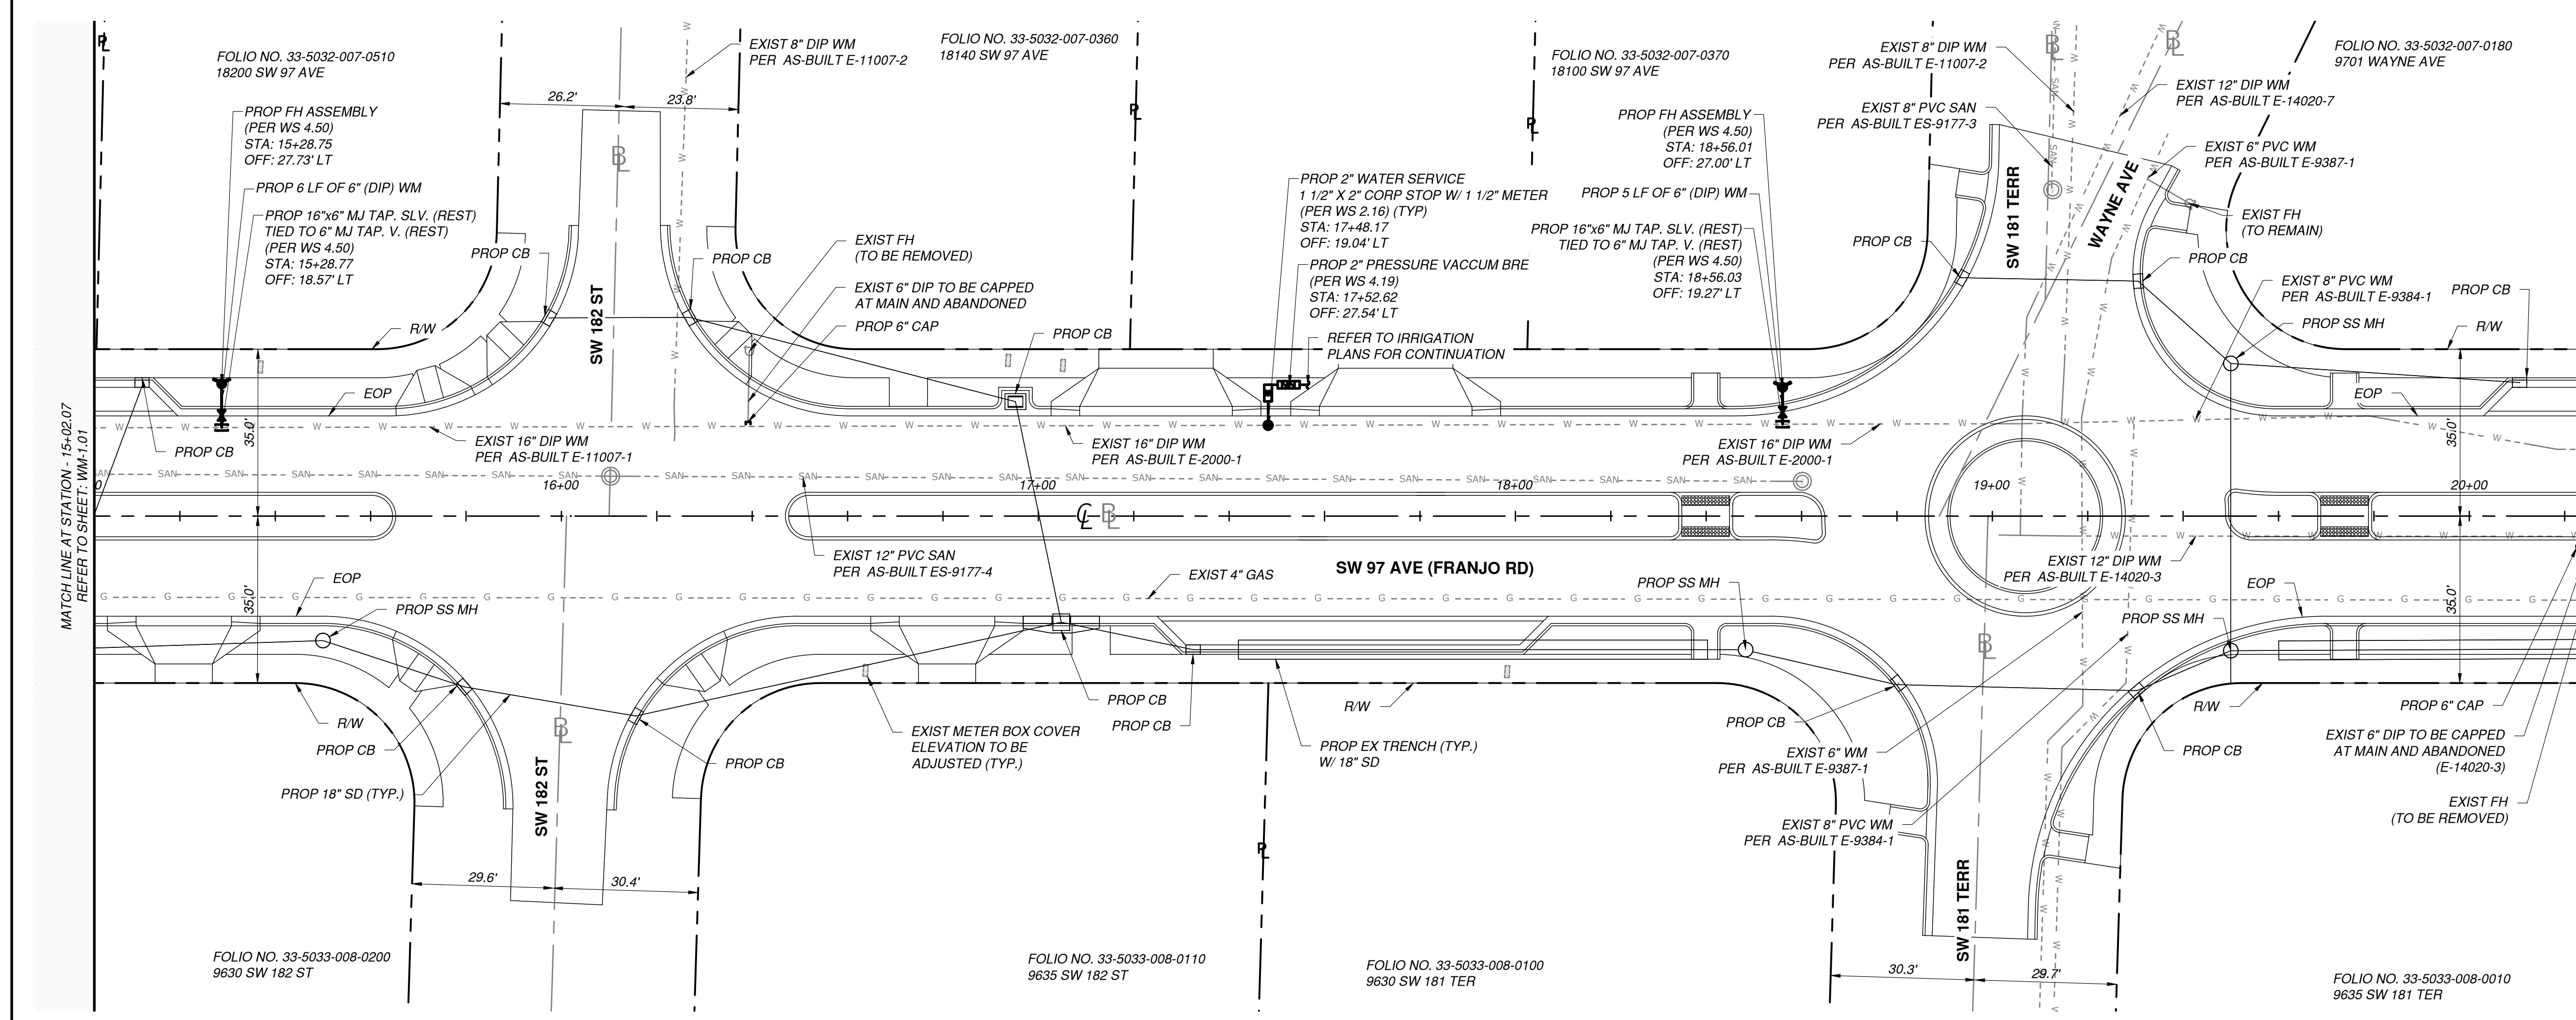 MATCH LINE AT STATION - 15+02.07
REFER TO SHEET: WM-1.01
FOLIO NO. 33-5032-007-0510
18200 SW 97 AVE
PROP FH ASSEMBLY
(PER WS 4.50)
STA: 15+28.75
OFF: 27.73' LT
PROP 6 LF OF 6" (DIP) WM
PROP 16"x6" MJ TAP. SLV. (REST)
TIED TO 6" MJ TAP. V. (REST)
(PER WS 4.50)
STA: 15+28.77
OFF: 18.57' LT
R/W
EOP
PROP CB
35.0'
EXIST 16" DIP WM
PER AS-BUILT E-11007-1
26.2'
23.8'
EXIST 8" DIP WM
PER AS-BUILT E-11007-2
PROP CB
SW 182 ST
PROP CB
EXIST FH
(TO BE REMOVED)
EXIST 6" DIP TO BE CAPPED
AT MAIN AND ABANDONED
PROP 6" CAP
PROP CB
FOLIO NO. 33-5032-007-0360
18140 SW 97 AVE
PROP 2" WATER SERVICE
1 1/2" X 2" CORP STOP W/ 1 1/2" METER
(PER WS 2.16) (TYP)
STA: 17+48.17
OFF: 19.04' LT
PROP 2" PRESSURE VACCUM BRE
(PER WS 4.19)
STA: 17+52.62
OFF: 27.54' LT
REFER TO IRRIGATION
PLANS FOR CONTINUATION
EXIST 16" DIP WM
PER AS-BUILT E-2000-1
FOLIO NO. 33-5032-007-0370
18100 SW 97 AVE
PROP FH ASSEMBLY
(PER WS 4.50)
STA: 18+56.01
OFF: 27.00' LT
PROP 5 LF OF 6" (DIP) WM
PROP 16"x6" MJ TAP. SLV. (REST)
TIED TO 6" MJ TAP. V. (REST)
(PER WS 4.50)
STA: 18+56.03
OFF: 19.27' LT
EXIST 16" DIP WM
PER AS-BUILT E-2000-1
EXIST 8" DIP WM
PER AS-BUILT E-11007-2
EXIST 8" PVC SAN
PER AS-BUILT ES-9177-3
PROP CB
SW 181 TERR
WAYNE AVE
EXIST 12" DIP WM
PER AS-BUILT E-14020-7
EXIST 6" PVC WM
PER AS-BUILT E-9387-1
EXIST FH
(TO REMAIN)
PROP CB
EXIST 8" PVC WM
PER AS-BUILT E-9384-1
PROP SS MH
PROP CB
R/W
EOP
35.0'
FOLIO NO. 33-5032-007-0180
9701 WAYNE AVE
16+00
17+00
18+00
19+00
20+00
EXIST 12" PVC SAN
PER AS-BUILT ES-9177-4
EXIST 4" GAS
SW 97 AVE (FRANJO RD)
PROP SS MH
EXIST 12" DIP WM
PER AS-BUILT E-14020-3
EOP
35.0'
PROP SS MH
EOP
35.0'
PROP SS MH
R/W
PROP CB
PROP 18" SD (TYP.)
SW 182 ST
PROP CB
29.6'
30.4'
EXIST METER BOX COVER
ELEVATION TO BE
ADJUSTED (TYP.)
PROP CB
PROP CB
PROP EX TRENCH (TYP.)
W/ 18" SD
R/W
PROP CB
EXIST 6" WM
PER AS-BUILT E-9387-1
EXIST 8" PVC WM
PER AS-BUILT E-9384-1
SW 181 TERR
30.3'
29.7'
R/W
PROP CB
PROP 6" CAP
EXIST 6" DIP TO BE CAPPED
AT MAIN AND ABANDONED
(E-14020-3)
EXIST FH
(TO BE REMOVED)
FOLIO NO. 33-5033-008-0200
9630 SW 182 ST
FOLIO NO. 33-5033-008-0110
9635 SW 182 ST
FOLIO NO. 33-5033-008-0100
9630 SW 181 TER
FOLIO NO. 33-5033-008-0010
9635 SW 181 TER